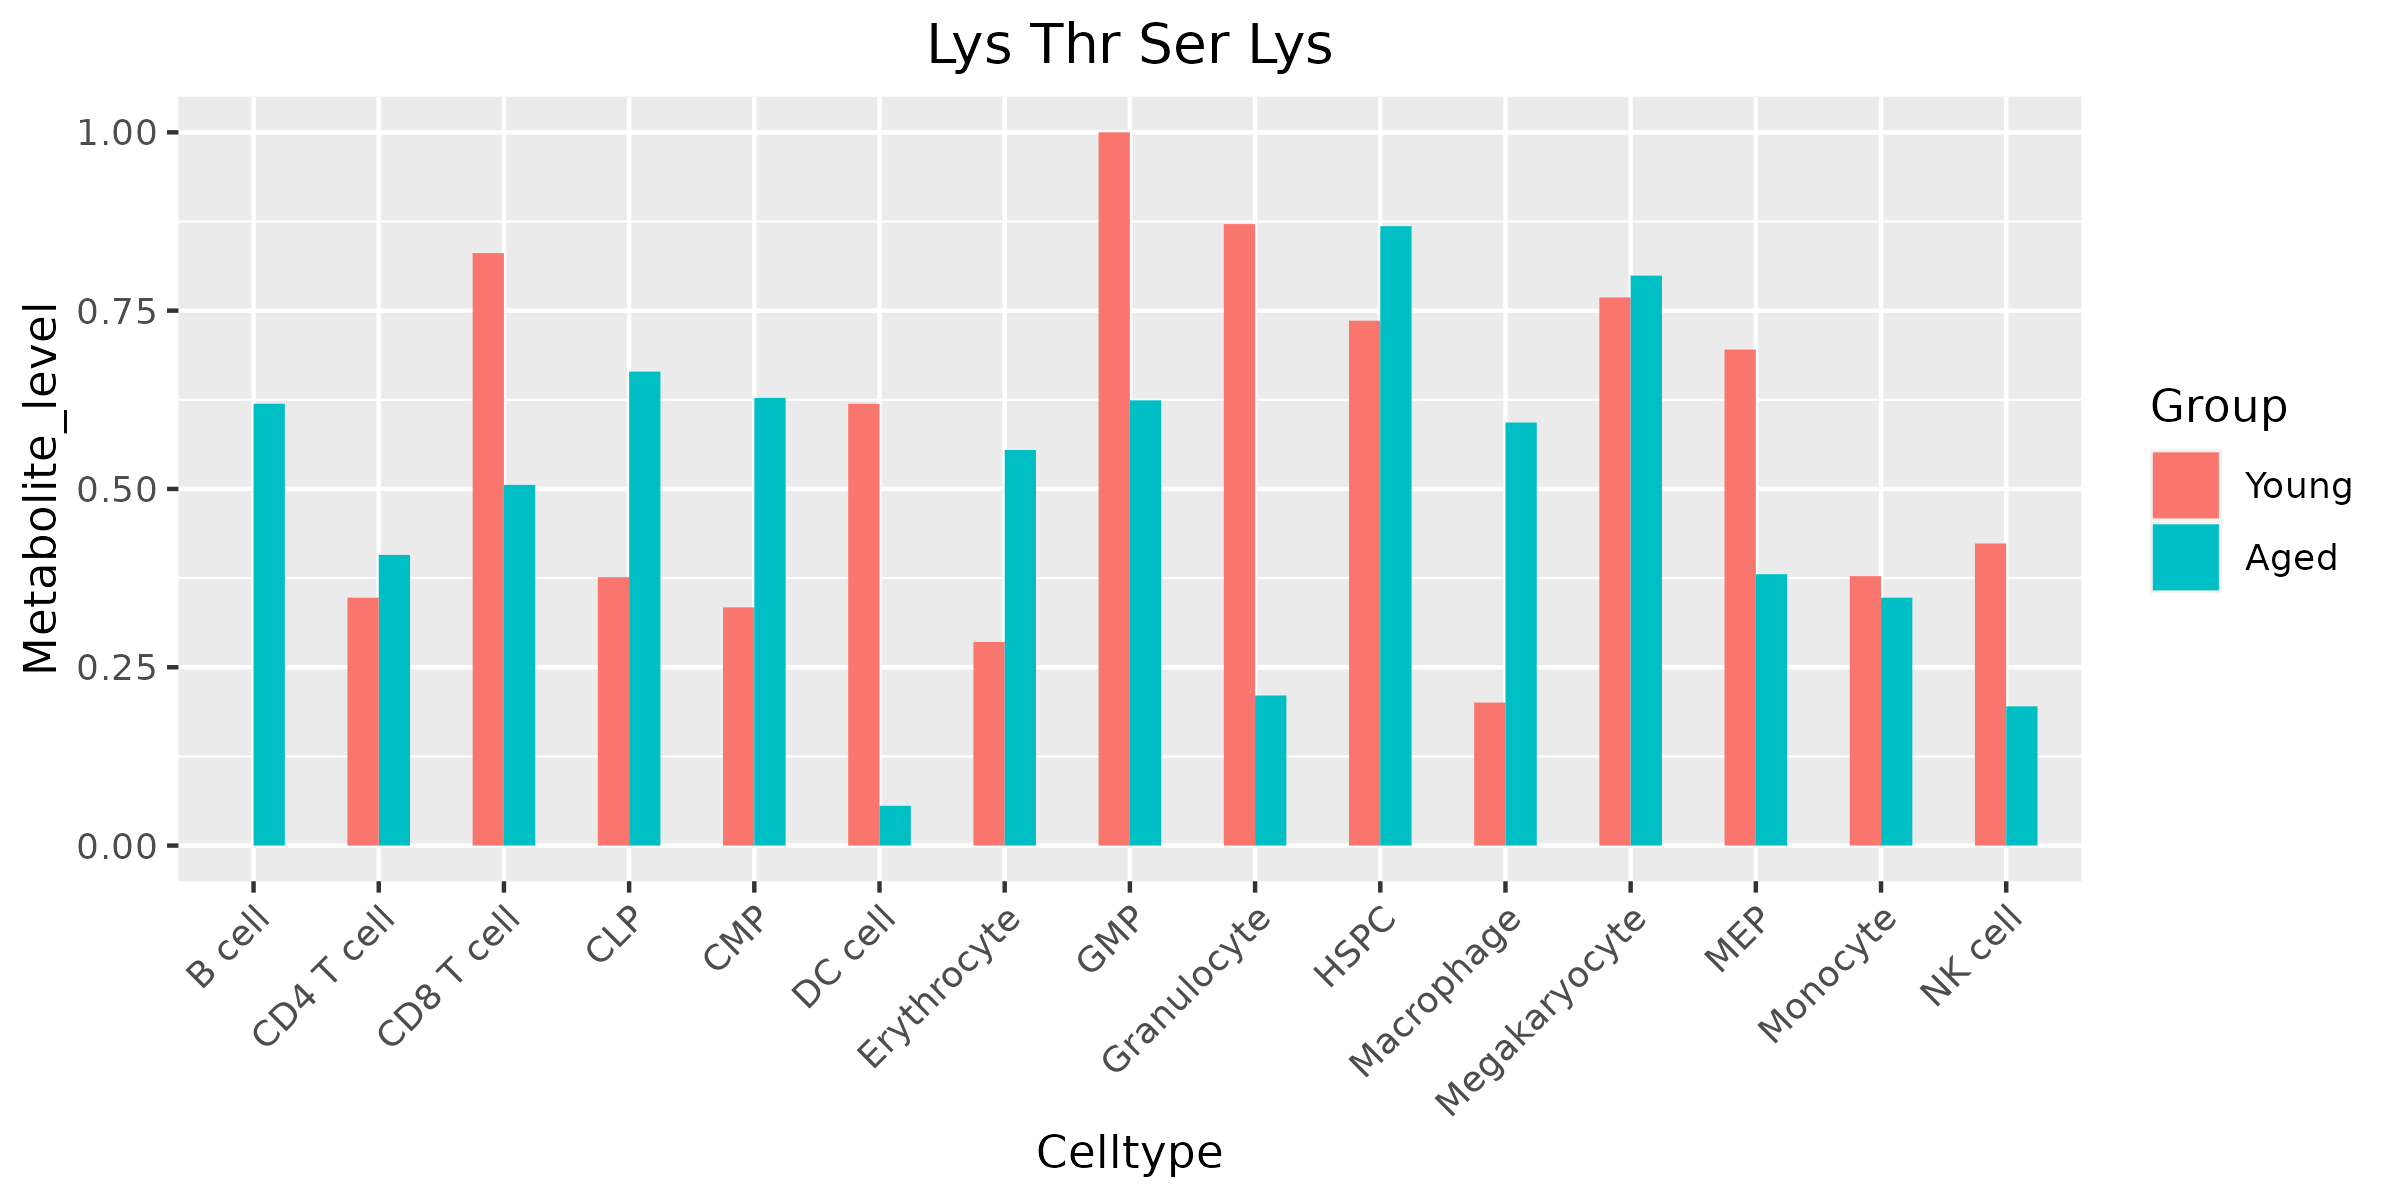 Lys Thr Ser Lys
Metabolite_level
1.00
0.75
0.50
0.25
0.00
B cell
CD4 T cell
CD8 T cell
CLP
CMP
DC cell
Erythrocyte
GMP
Granulocyte
HSPC
Macrophage
Megakaryocyte
MEP
Monocyte
NK cell
Celltype
Group
Young
Aged